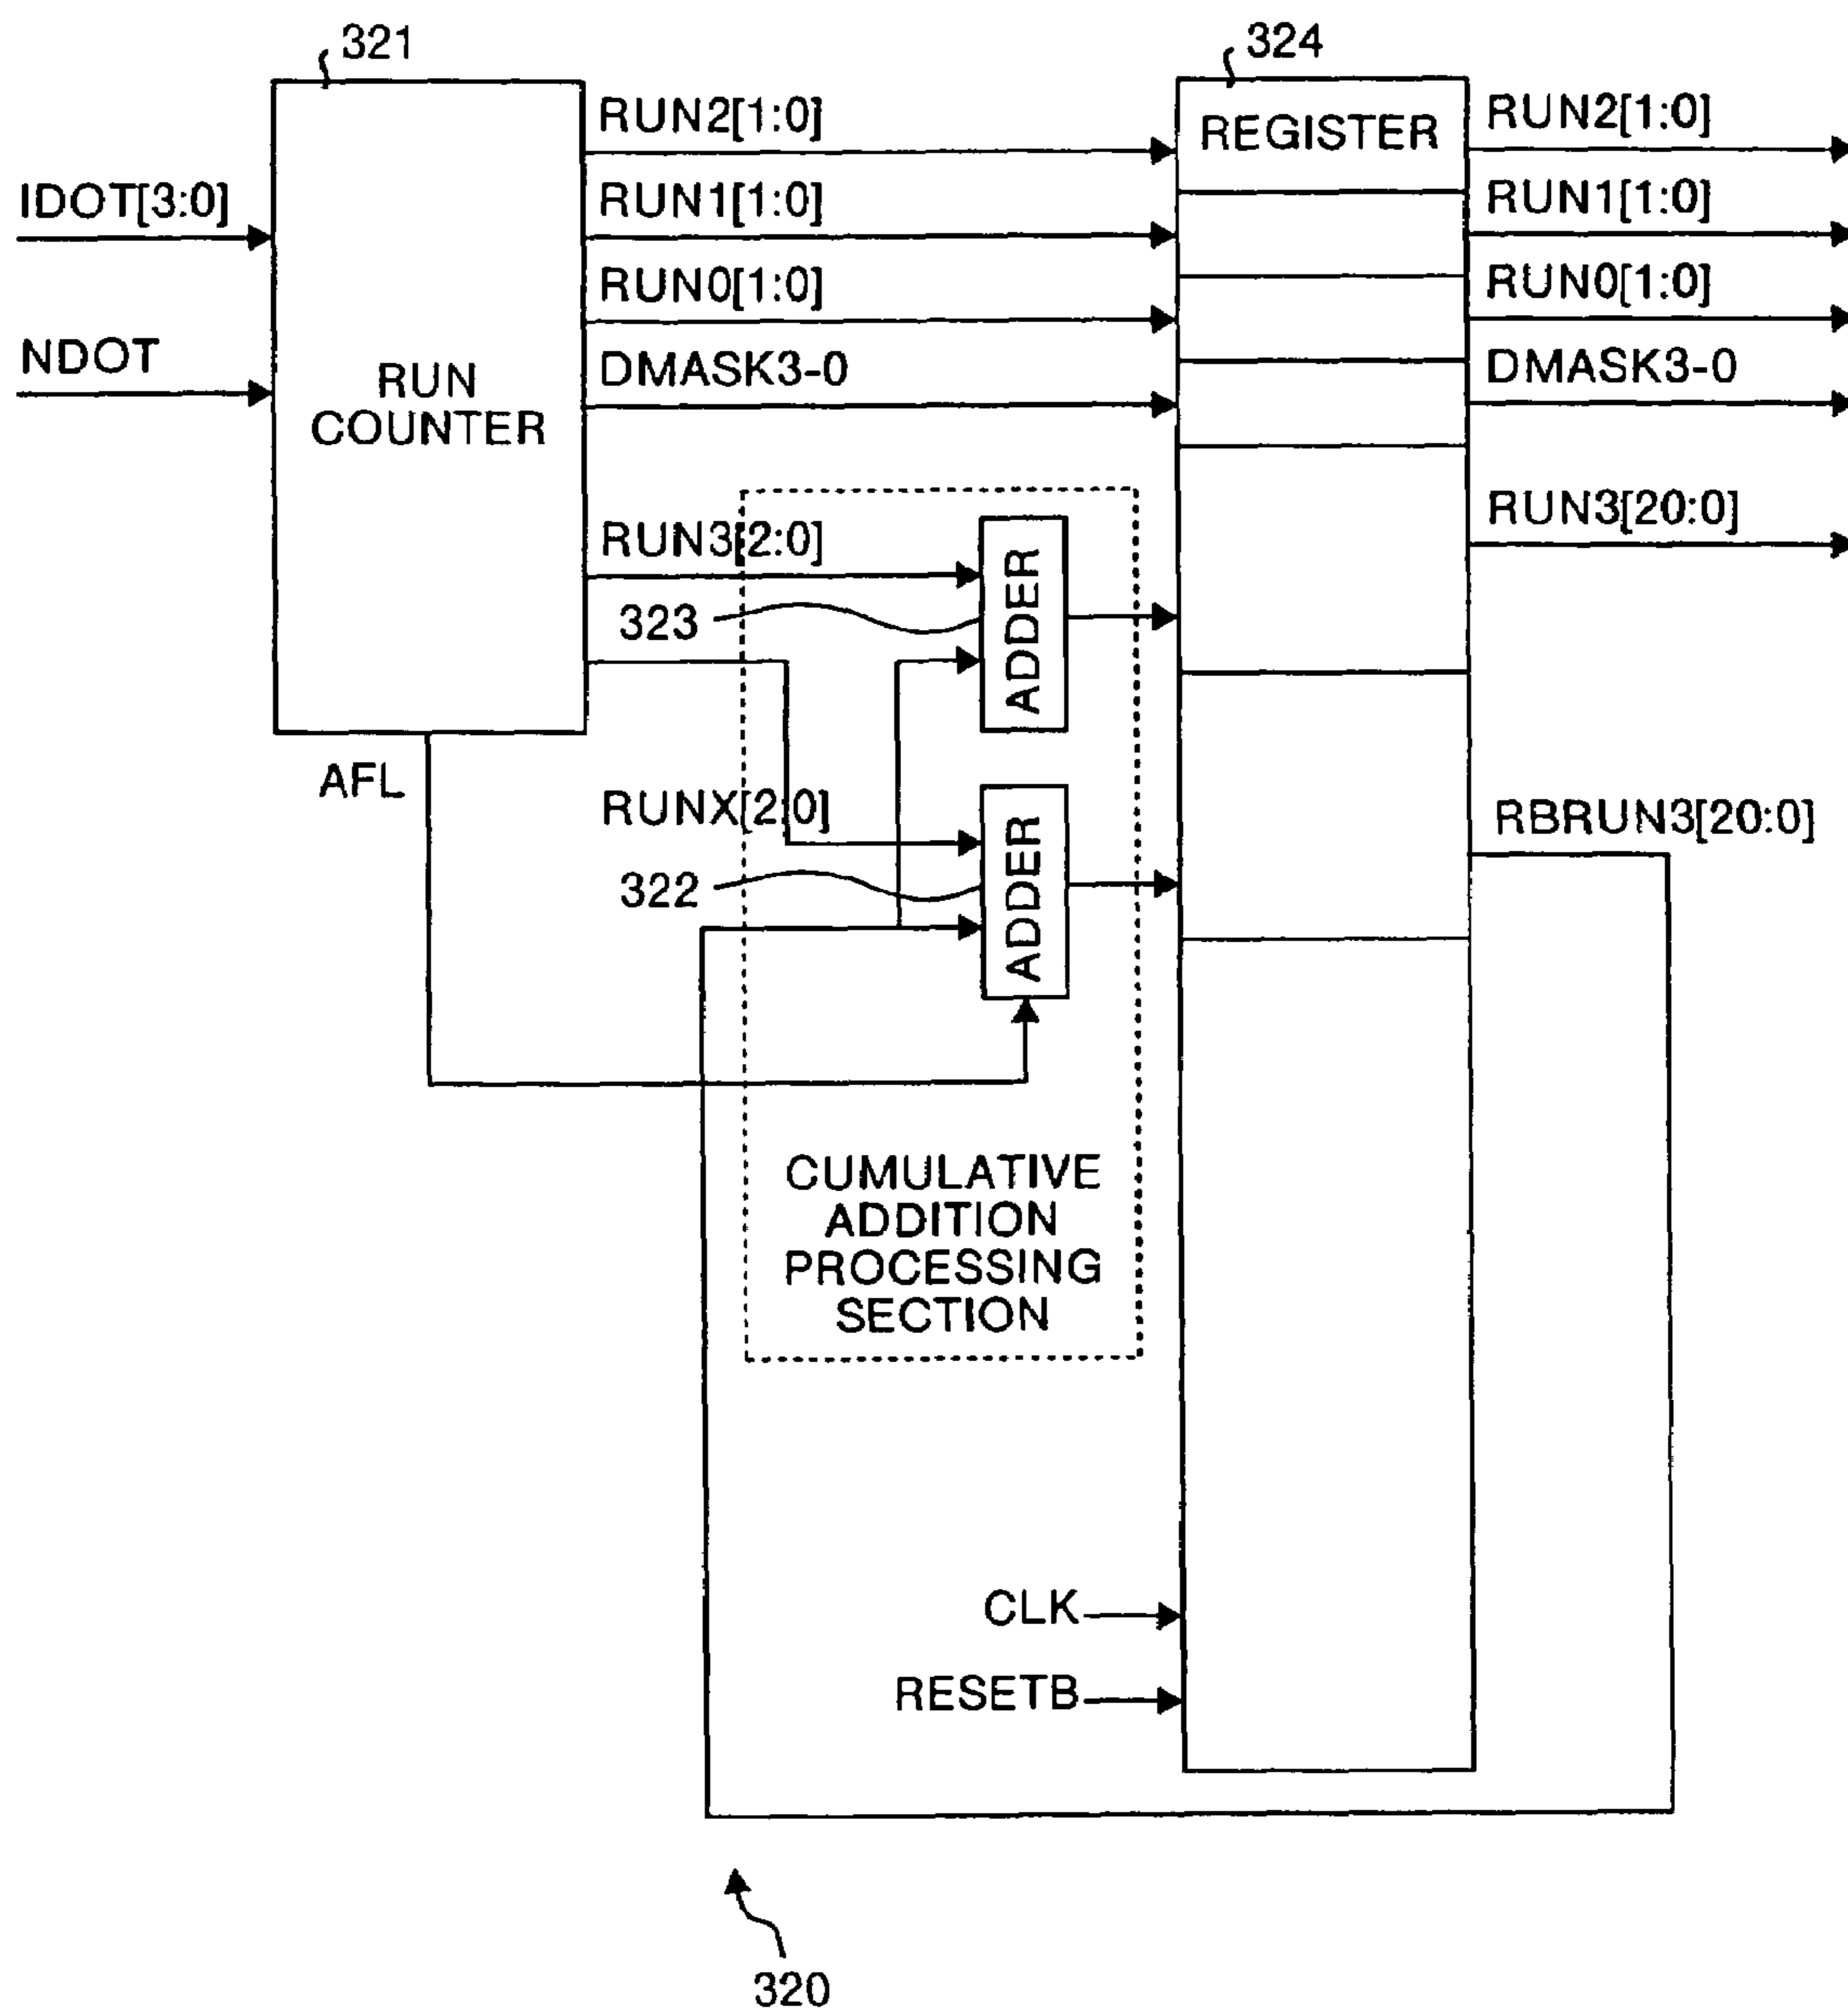 321
324
RUN2[1:0]
REGISTER
RUN2[1:0]
IDOT[3:0]
RUN1[1:0]
RUN1[1:0]
RUN0[1:0]
RUN0[1:0]
NDOT
RUN
COUNTER
DMASK3-0
DMASK3-0
RUN3[2:0]
ADDER
RUN3[20:0]
323
AFL
RUNX[2:0]
ADDER
RBRUN3[20:0]
322
CUMULATIVE
ADDITION
PROCESSING
SECTION
CLK
RESETB
320